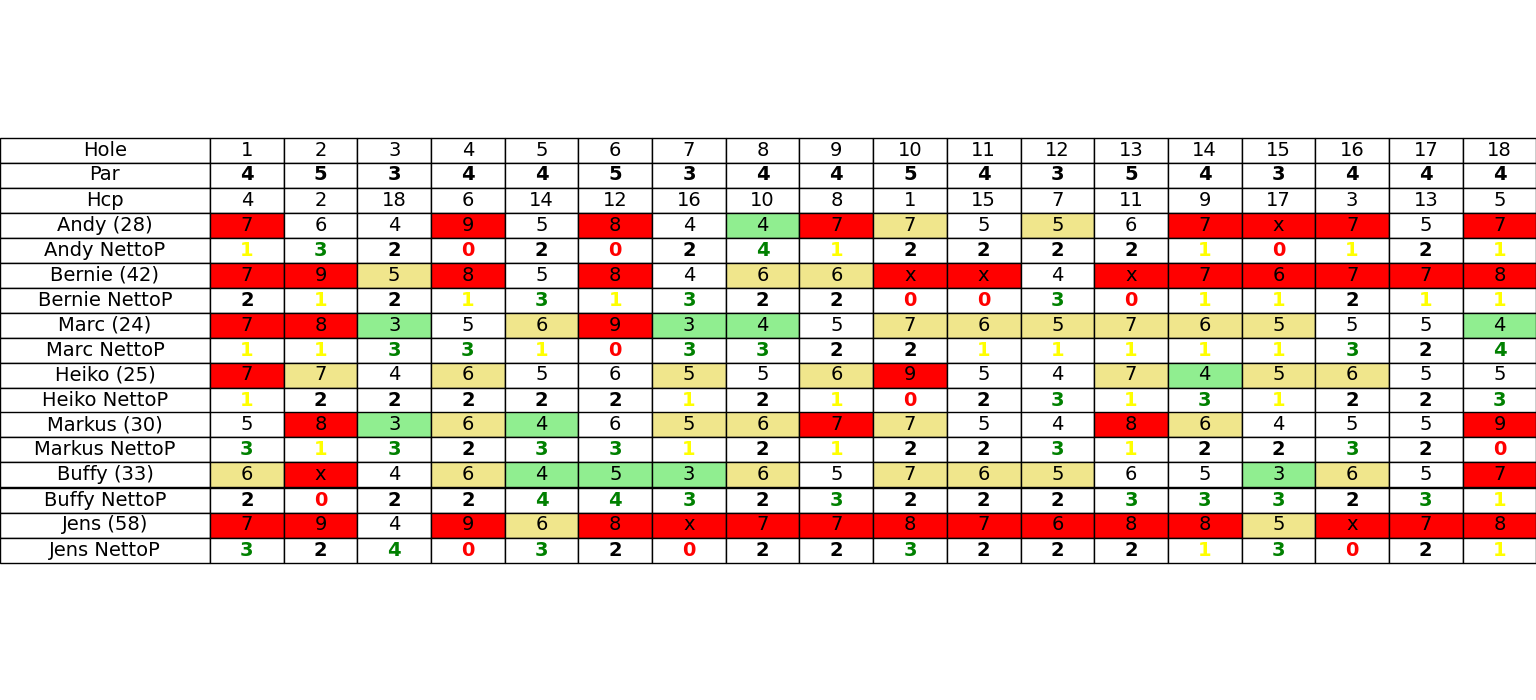 Hole 1 2 3 4 5 6 7 8 9 10 11 12 13 14 15 16 17 18
Par 4 5 3 4 4 5 3 4 4 5 4 3 5 4 3 4 4 4
Hcp 4 2 18 6 14 12 16 10 8 1 15 7 11 9 17 3 13 5
Andy (28) 7 6 4 9 5 8 4 4 7 7 5 5 6 7 x 7 5 7
Andy NettoP 1 3 2 0 2 0 2 4 1 2 2 2 2 1 0 1 2 1
Bernie (42) 7 9 5 8 5 8 4 6 6 x x 4 x 7 6 7 7 8
Bernie NettoP 2 1 2 1 3 1 3 2 2 0 0 3 0 1 1 2 1 1
Marc (24) 7 8 3 5 6 9 3 4 5 7 6 5 7 6 5 5 5 4
Marc NettoP 1 1 3 3 1 0 3 3 2 2 1 1 1 1 1 3 2 4
Heiko (25) 7 7 4 6 5 6 5 5 6 9 5 4 7 4 5 6 5 5
Heiko NettoP 1 2 2 2 2 2 1 2 1 0 2 3 1 3 1 2 2 3
Markus (30) 5 8 3 6 4 6 5 6 7 7 5 4 8 6 4 5 5 9
Markus NettoP 3 1 3 2 3 3 1 2 1 2 2 3 1 2 2 3 2 0
Buffy (33) 6 x 4 6 4 5 3 6 5 7 6 5 6 5 3 6 5 7
Buffy NettoP 2 0 2 2 4 4 3 2 3 2 2 2 3 3 3 2 3 1
Jens (58) 7 9 4 9 6 8 x 7 7 8 7 6 8 8 5 x 7 8
Jens NettoP 3 2 4 0 3 2 0 2 2 3 2 2 2 1 3 0 2 1